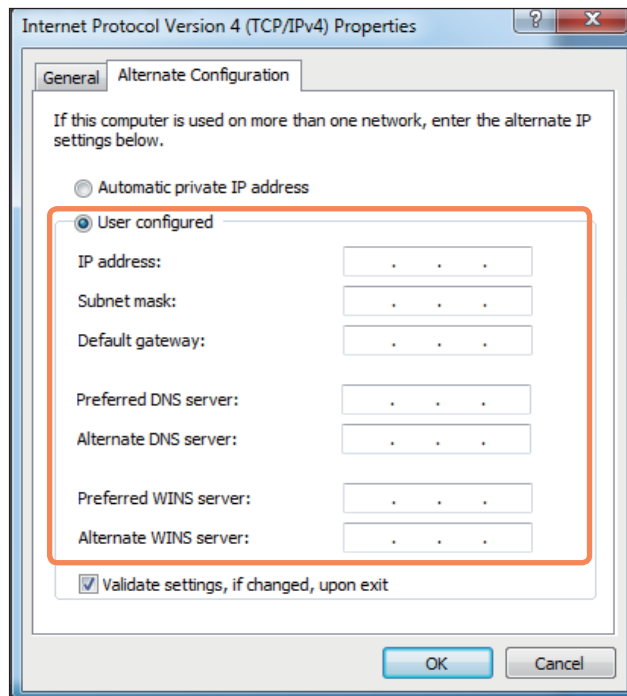 Internet Protocol Version 4 (TCP/IPv4) Properties
General
Alternate Configuration
If this computer is used on more than one network, enter the alternate IP
settings below.
Automatic private IP address
User configured
IP address:
Subnet mask:
Default gateway:
Preferred DNS server:
Alternate DNS server:
Preferred WINS server:
Alternate WINS server:
Validate settings, if changed, upon exit
OK
Cancel